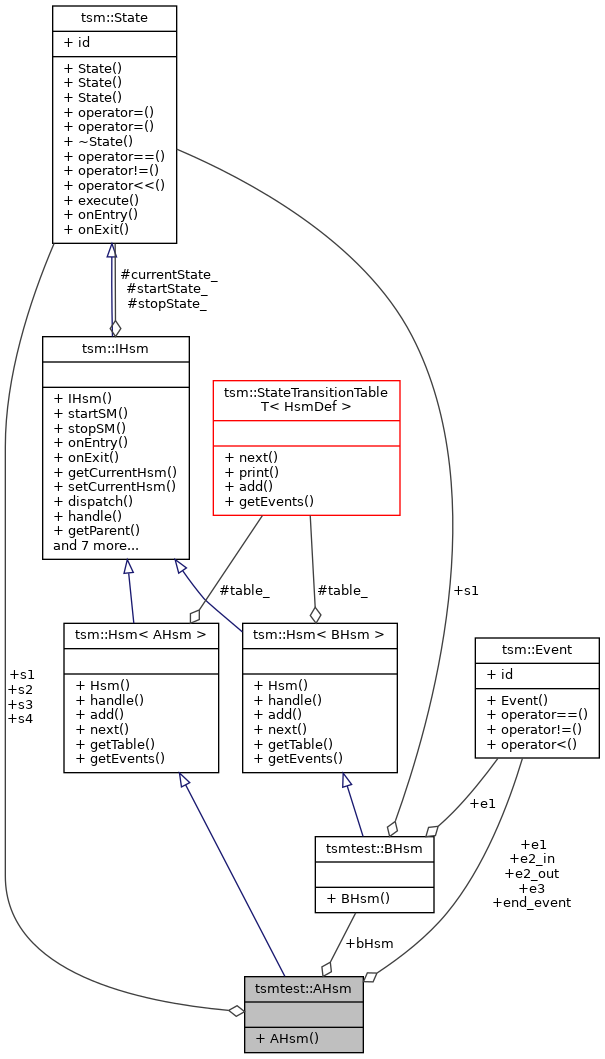 tsm::State
+ id
+ State()
+ State()
+ State()
+ operator=()
+ operator=()
+ ~State()
+ operator==()
+ operator!=()
+ operator<<()
+ execute()
+ onEntry()
+ onExit()
#currentState_
#startState_
#stopState_
tsm::IHsm
+ IHsm()
+ startSM()
+ stopSM()
+ onEntry()
+ onExit()
+ getCurrentHsm()
+ setCurrentHsm()
+ dispatch()
+ handle()
+ getParent()
and 7 more...
tsm::StateTransitionTable
T< HsmDef >
+ next()
+ print()
+ add()
+ getEvents()
#table_
#table_
+s1
tsm::Hsm< AHsm >
+ Hsm()
+ handle()
+ add()
+ next()
+ getTable()
+ getEvents()
tsm::Hsm< BHsm >
+ Hsm()
+ handle()
+ add()
+ next()
+ getTable()
+ getEvents()
tsm::Event
+ id
+ Event()
+ operator==()
+ operator!=()
+ operator<()
+s1
+s2
+s3
+s4
+e1
tsmtest::BHsm
+ BHsm()
+e1
+e2_in
+e2_out
+e3
+end_event
+bHsm
tsmtest::AHsm
+ AHsm()